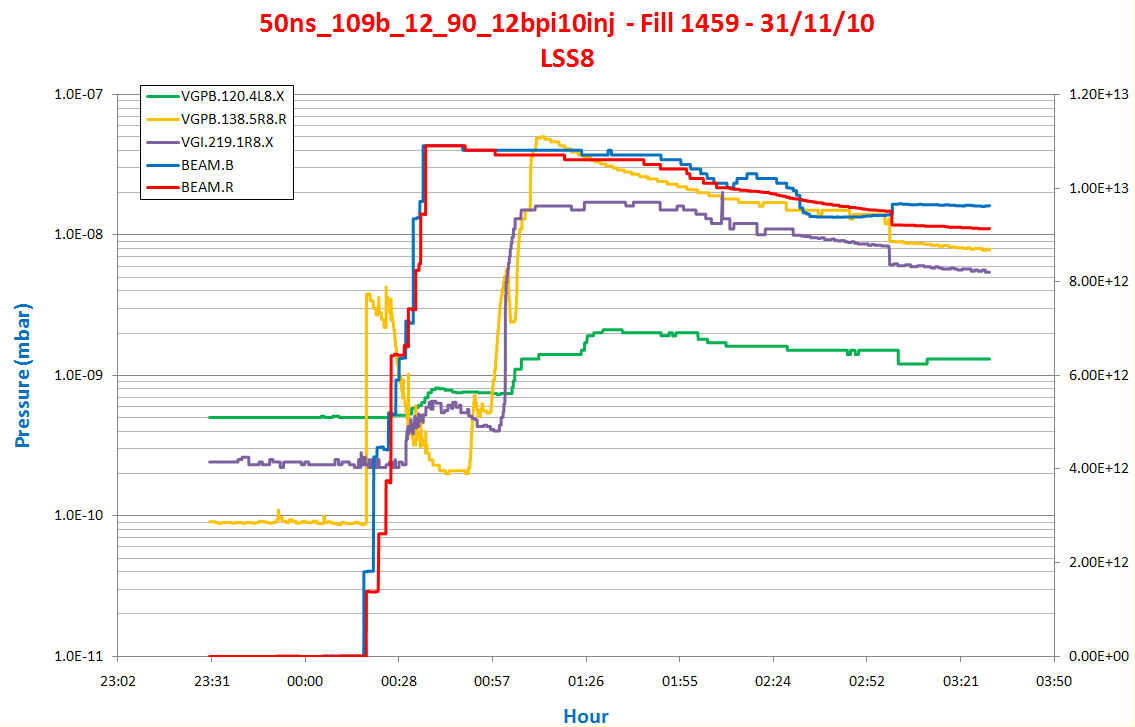 50ns_109b_12_90_12bpi10inj - Fill 1459 - 31/11/10
LSS8
VGPB.120.4L8.X
VGPB.138.5R8.R
VGI.219.1R8.X
BEAM.B
BEAM.R
1.0E-07
1.0E-08
1.0E-09
1.0E-10
1.0E-11
Pressure (mbar)
1.20E+13
1.00E+13
8.00E+12
6.00E+12
4.00E+12
2.00E+12
0.00E+00
23:02 23:31 00:00 00:28 00:57 01:26 01:55 02:24 02:52 03:21 03:50
Hour